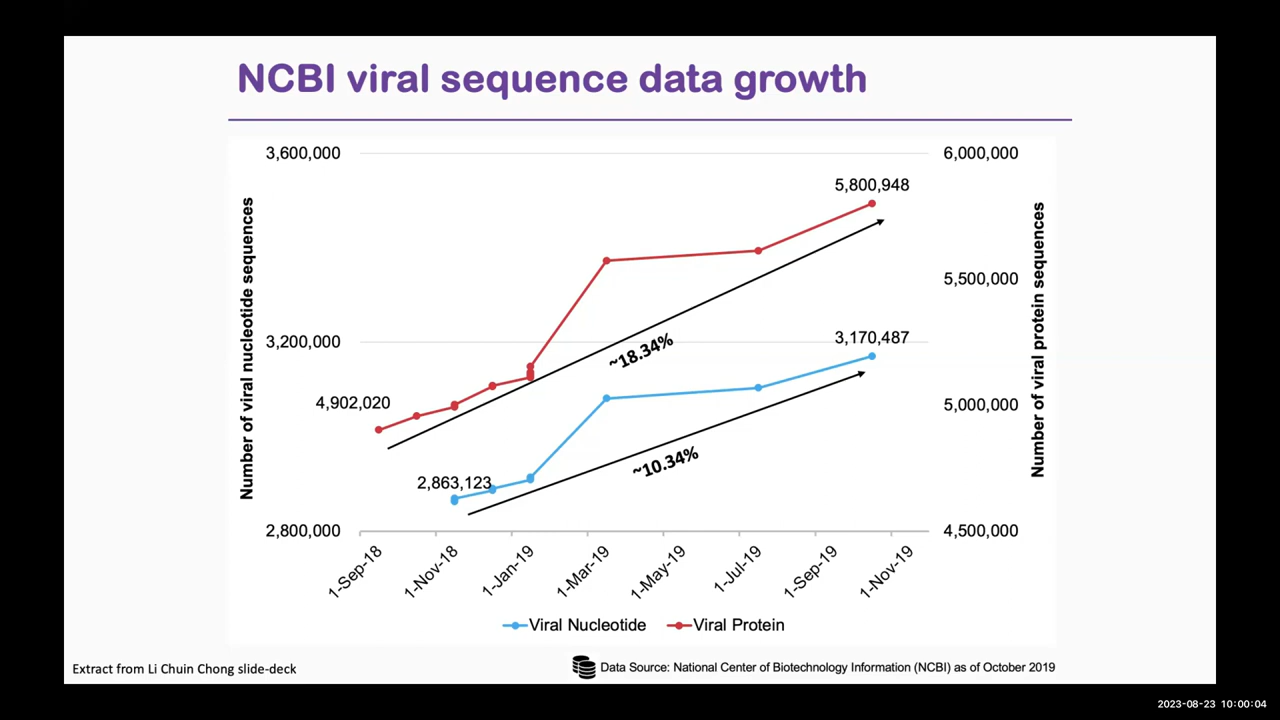 NCBI viral sequence data growth
3,600,000
6,000,000
5,800,948
Number of viral nucleotide sequences
Number of viral protein sequences
5,500,000
3,200,000
3,170,487
~18.34%
4,902,020
5,000,000
~10.34%
2,863,123
2,800,000
4,500,000
1-Sep-18
1-Nov-18
1-Jan-19
1-Mar-19
1-May-19
1-Jul-19
1-Sep-19
1-Nov-19
Viral Nucleotide
Viral Protein
Extract from Li Chuin Chong slide-deck
Data Source: National Center of Biotechnology Information (NCBI) as of October 2019
2023-08-23 10:00:04